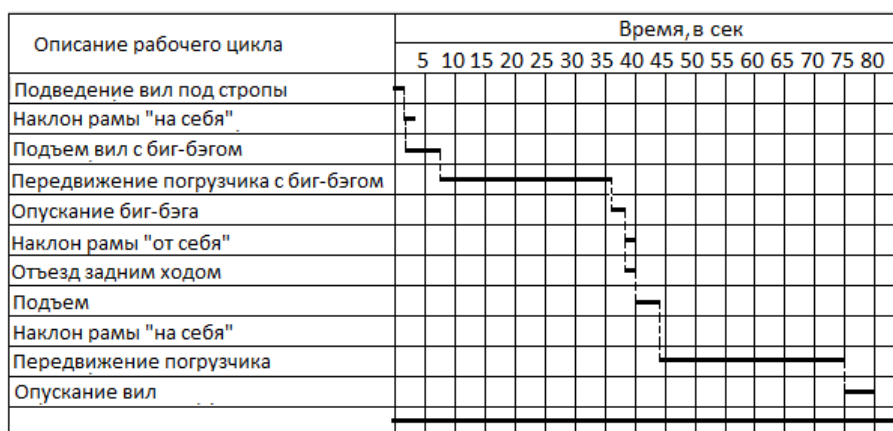 Описание рабочего цикла
Время, в сек
5 10 15 20 25 30 35 40 45 50 55 60 65 70 75 80
Подведение вил под стропы
Наклон рамы "на себя"
Подъем вил с биг-бэгом
Передвижение погрузчика с биг-бэгом
Опускание биг-бэга
Наклон рамы "от себя"
Отъезд задним ходом
Подъем
Наклон рамы "на себя"
Передвижение погрузчика
Опускание вил